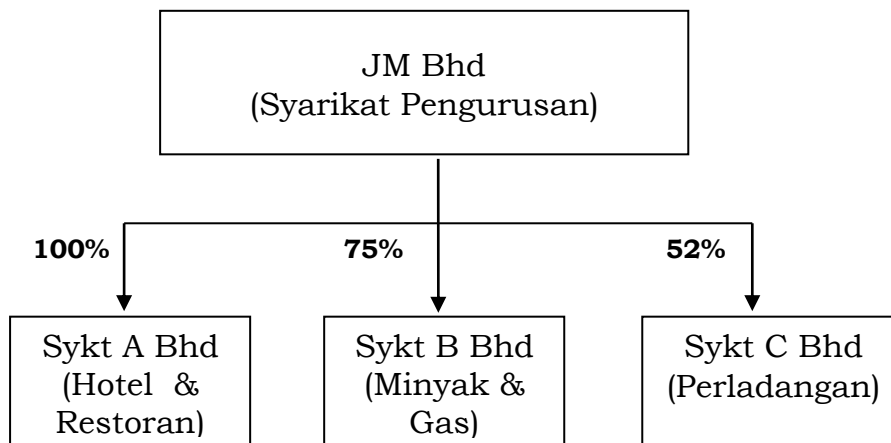 JM Bhd
(Syarikat Pengurusan)
100%
75%
52%
Sykt A Bhd
(Hotel & 
Restoran)
Sykt B Bhd
(Minyak &
Gas)
Sykt C Bhd
(Perladangan)